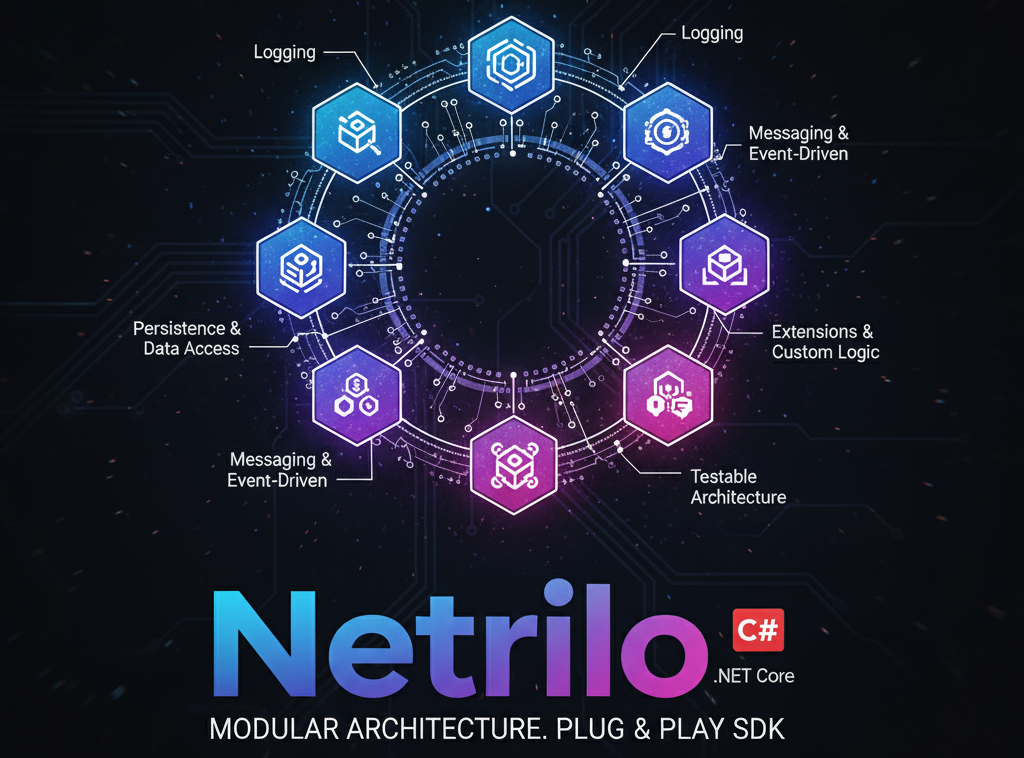 Logging
Logging
Messaging &
Event-Driven
Persistence &
Data Access
Extensions &
Custom Logic
Messaging &
Event-Driven
Testable
Architecture
Netrilo
C#
.NET Core
MODULAR ARCHITECTURE. PLUG & PLAY SDK